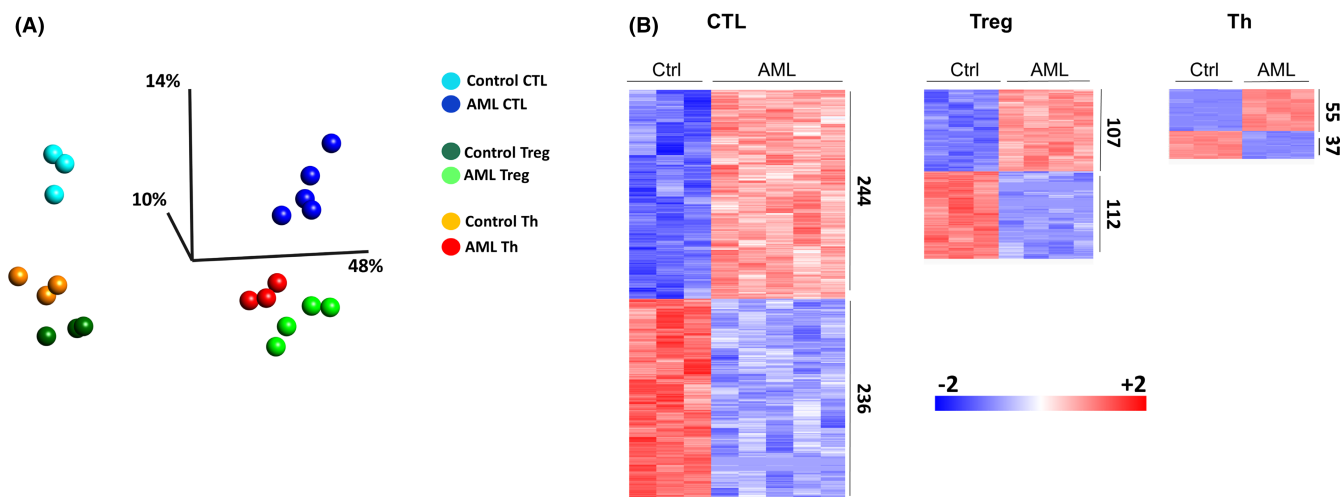 (A)
14%
10%
48%
Control CTL
AML CTL
Control Treg
AML Treg
Control Th
AML Th
(B)
CTL
Treg
Th
Ctrl
AML
244
236
Ctrl
AML
107
112
Ctrl
AML
55
37
-2
+2